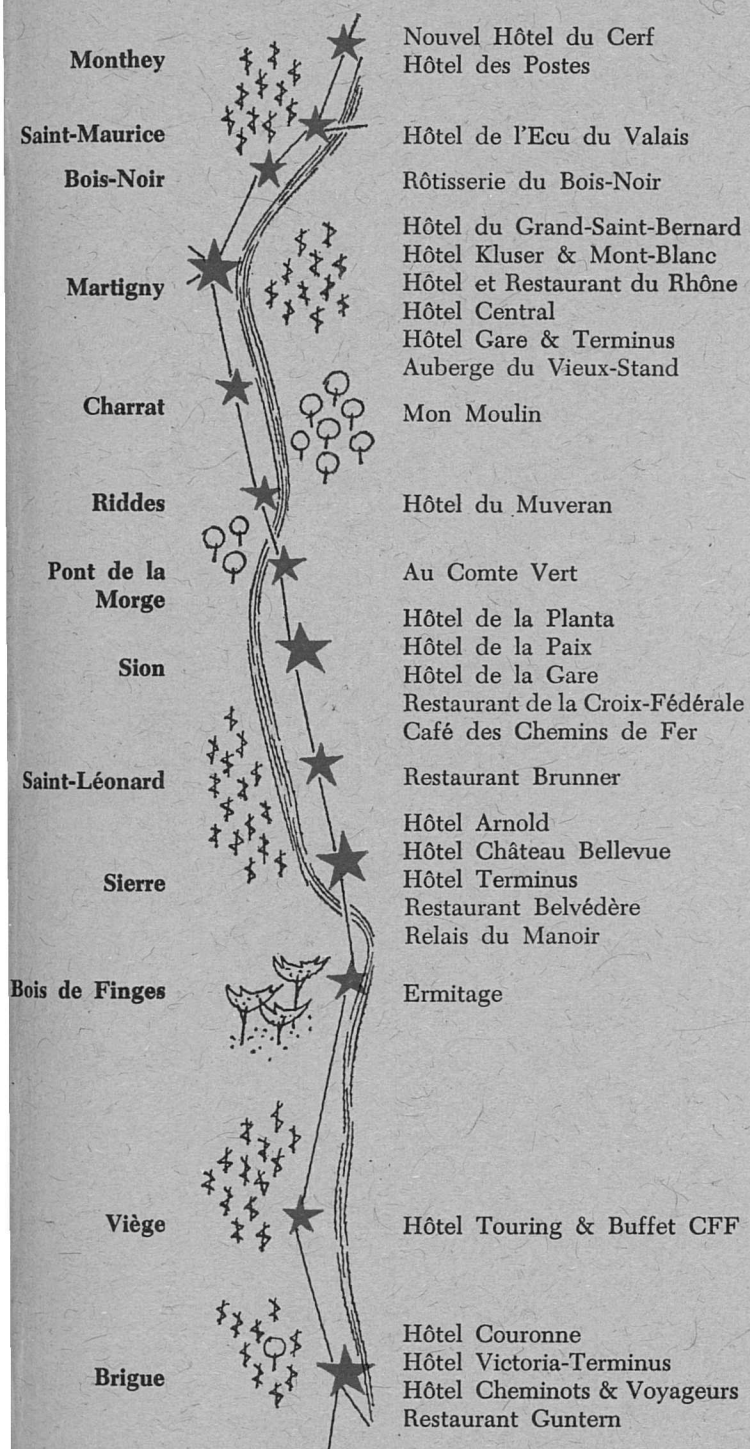 Monthey
Nouvel Hôtel du Cerf
Hôtel des Postes
Saint-Maurice
Hôtel de l'Ecu du Valais
Bois-Noir
Rôtisserie du Bois-Noir
Martigny
Hôtel du Grand-Saint-Bernard
Hôtel Kluser & Mont-Blanc
Hôtel et Restaurant du Rhône
Hôtel Central
Hôtel Gare & Terminus
Auberge du Vieux-Stand
Charrat
Mon Moulin
Riddes
Hôtel du Muveran
Pont de la
Morge
Au Comte Vert
Sion
Hôtel de la Planta
Hôtel de la Paix
Hôtel de la Gare
Restaurant de la Croix-Fédérale
Café des Chemins de Fer
Saint-Léonard
Restaurant Brunner
Sierre
Hôtel Arnold
Hôtel Château Bellevue
Hôtel Terminus
Restaurant Belvédère
Relais du Manoir
Bois de Finges
Ermitage
Viège
Hôtel Touring & Buffet CFF
Brigue
Hôtel Couronne
Hôtel Victoria-Terminus
Hôtel Cheminots & Voyageurs
Restaurant Guntern